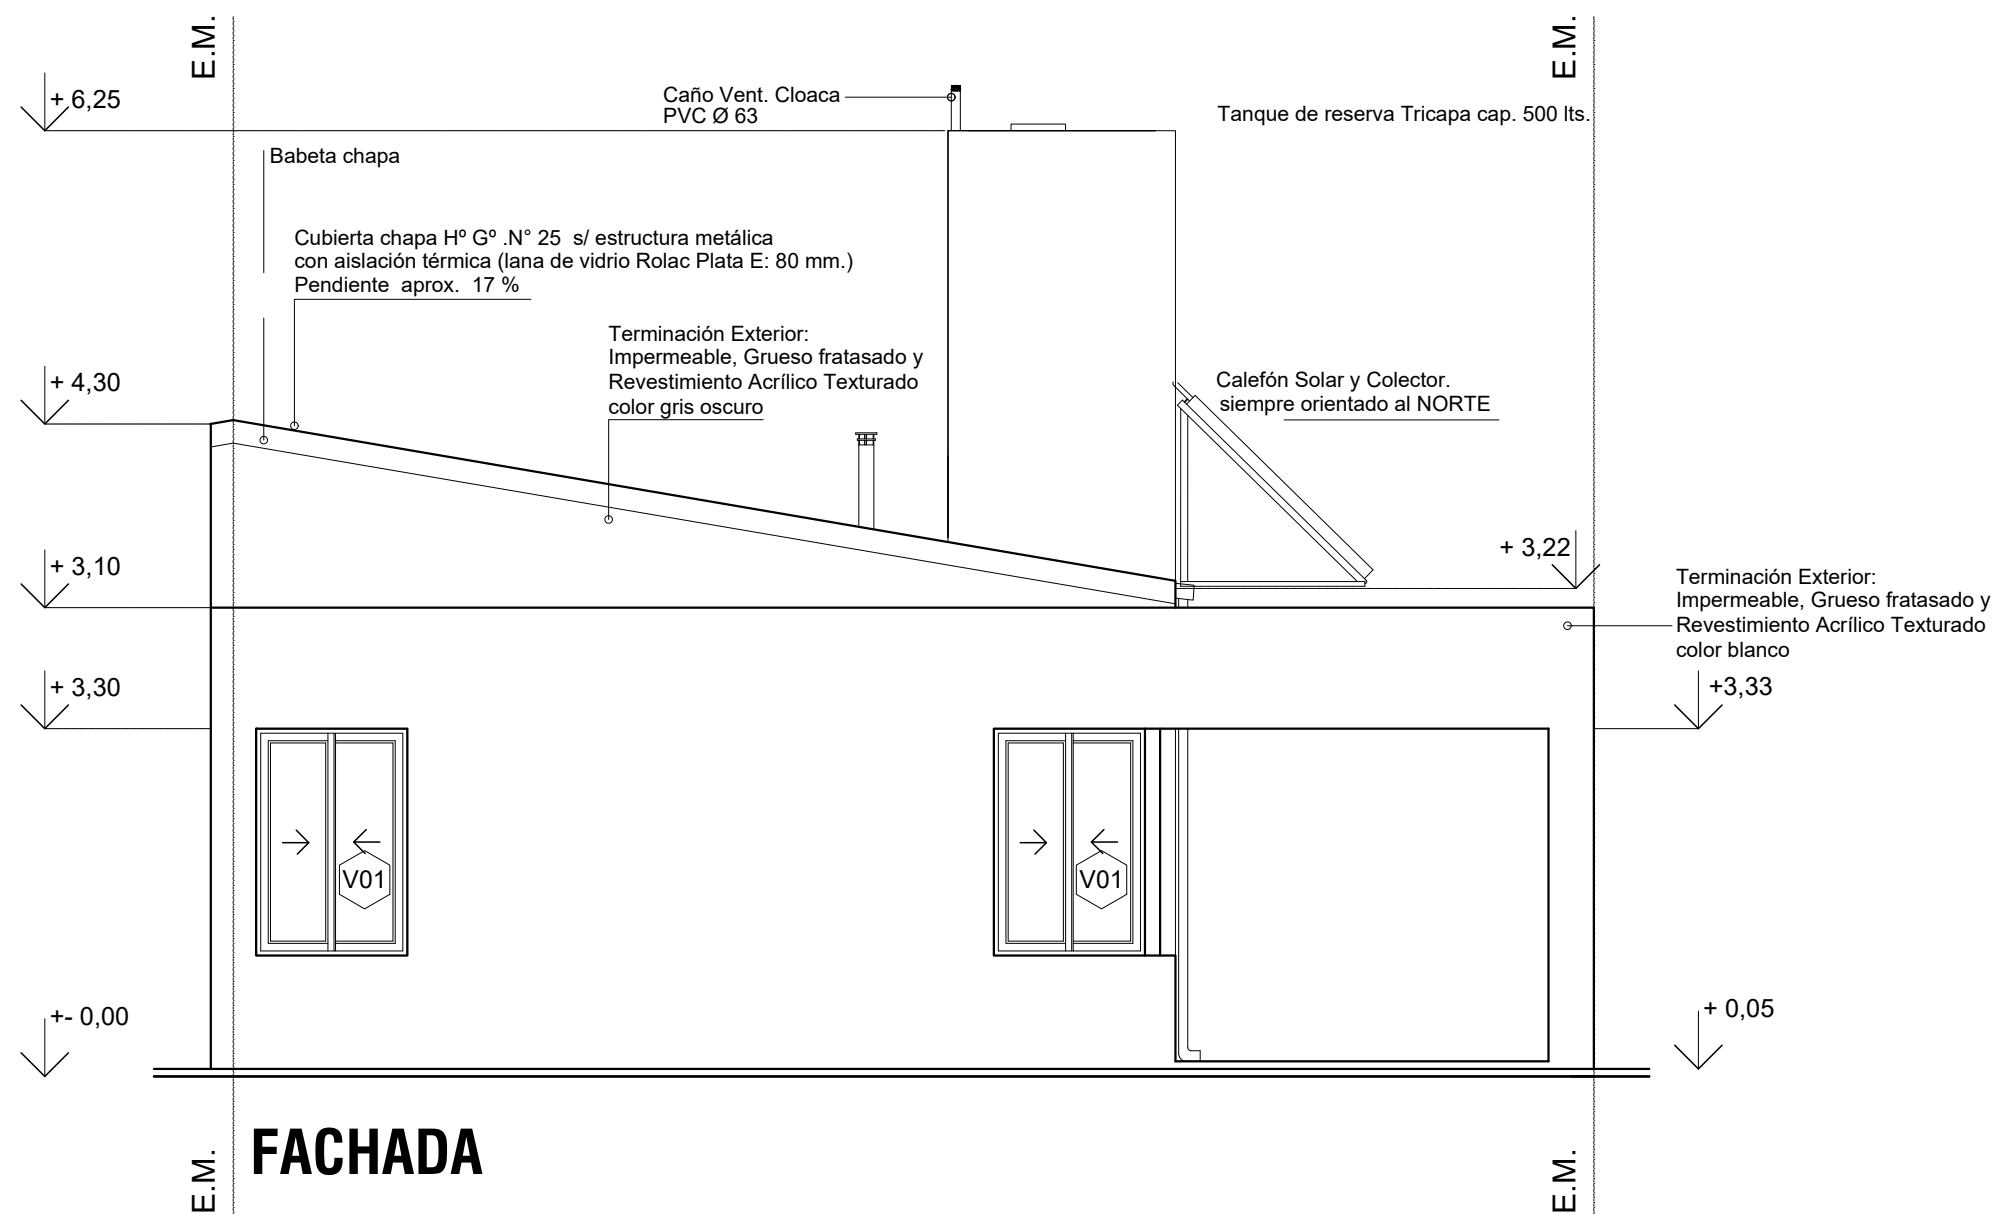 E.M.
E.M.
+ 6,25
Caño Vent. Cloaca
PVC Ø 63
Tanque de reserva Tricapa cap. 500 lts.
Babeta chapa
Cubierta chapa Hº Gº .N° 25 s/ estructura metálica
con aislación térmica (lana de vidrio Rolac Plata E: 80 mm.)
Pendiente aprox. 17 %
Terminación Exterior:
Impermeable, Grueso fratasado y
Revestimiento Acrílico Texturado
color gris oscuro
+ 4,30
Calefón Solar y Colector.
siempre orientado al NORTE
+ 3,10
+ 3,22
Terminación Exterior:
Impermeable, Grueso fratasado y
Revestimiento Acrílico Texturado
color blanco
+ 3,30
+3,33
V01
V01
+- 0,00
+ 0,05
FACHADA
E.M.
E.M.